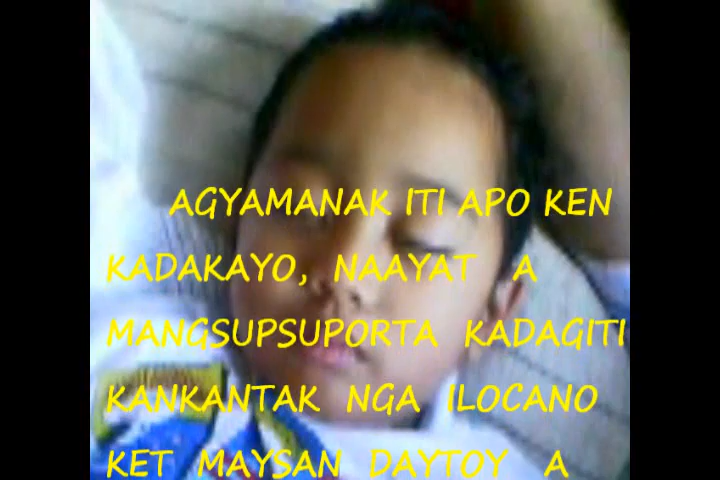 AGYAMANAK ITI APO KEN
KADAKAYO, NAAYAT A
MANGSUPSUPORTA KADAGITI
KANKANTAK NGA ILOCANO
KET MAYSAN DAYTOY A